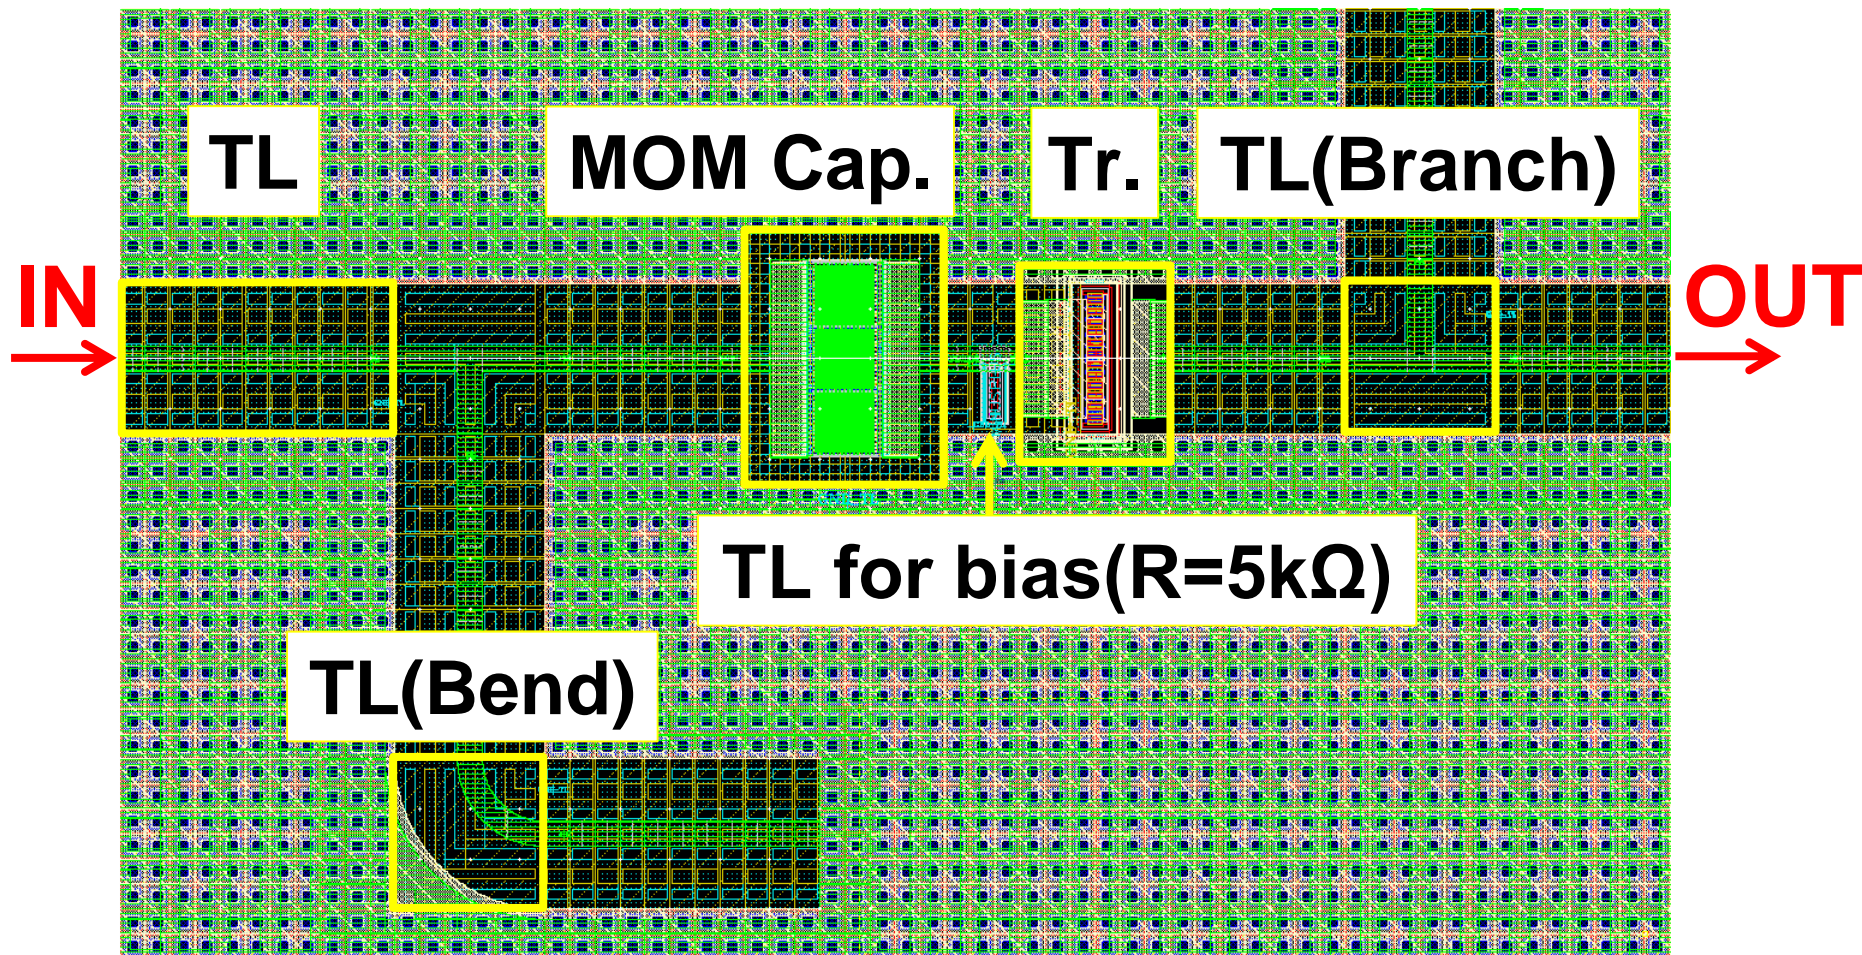 TL
MOM Cap.
Tr.
TL(Branch)
IN
OUT
TL for bias(R=5kΩ)
TL(Bend)